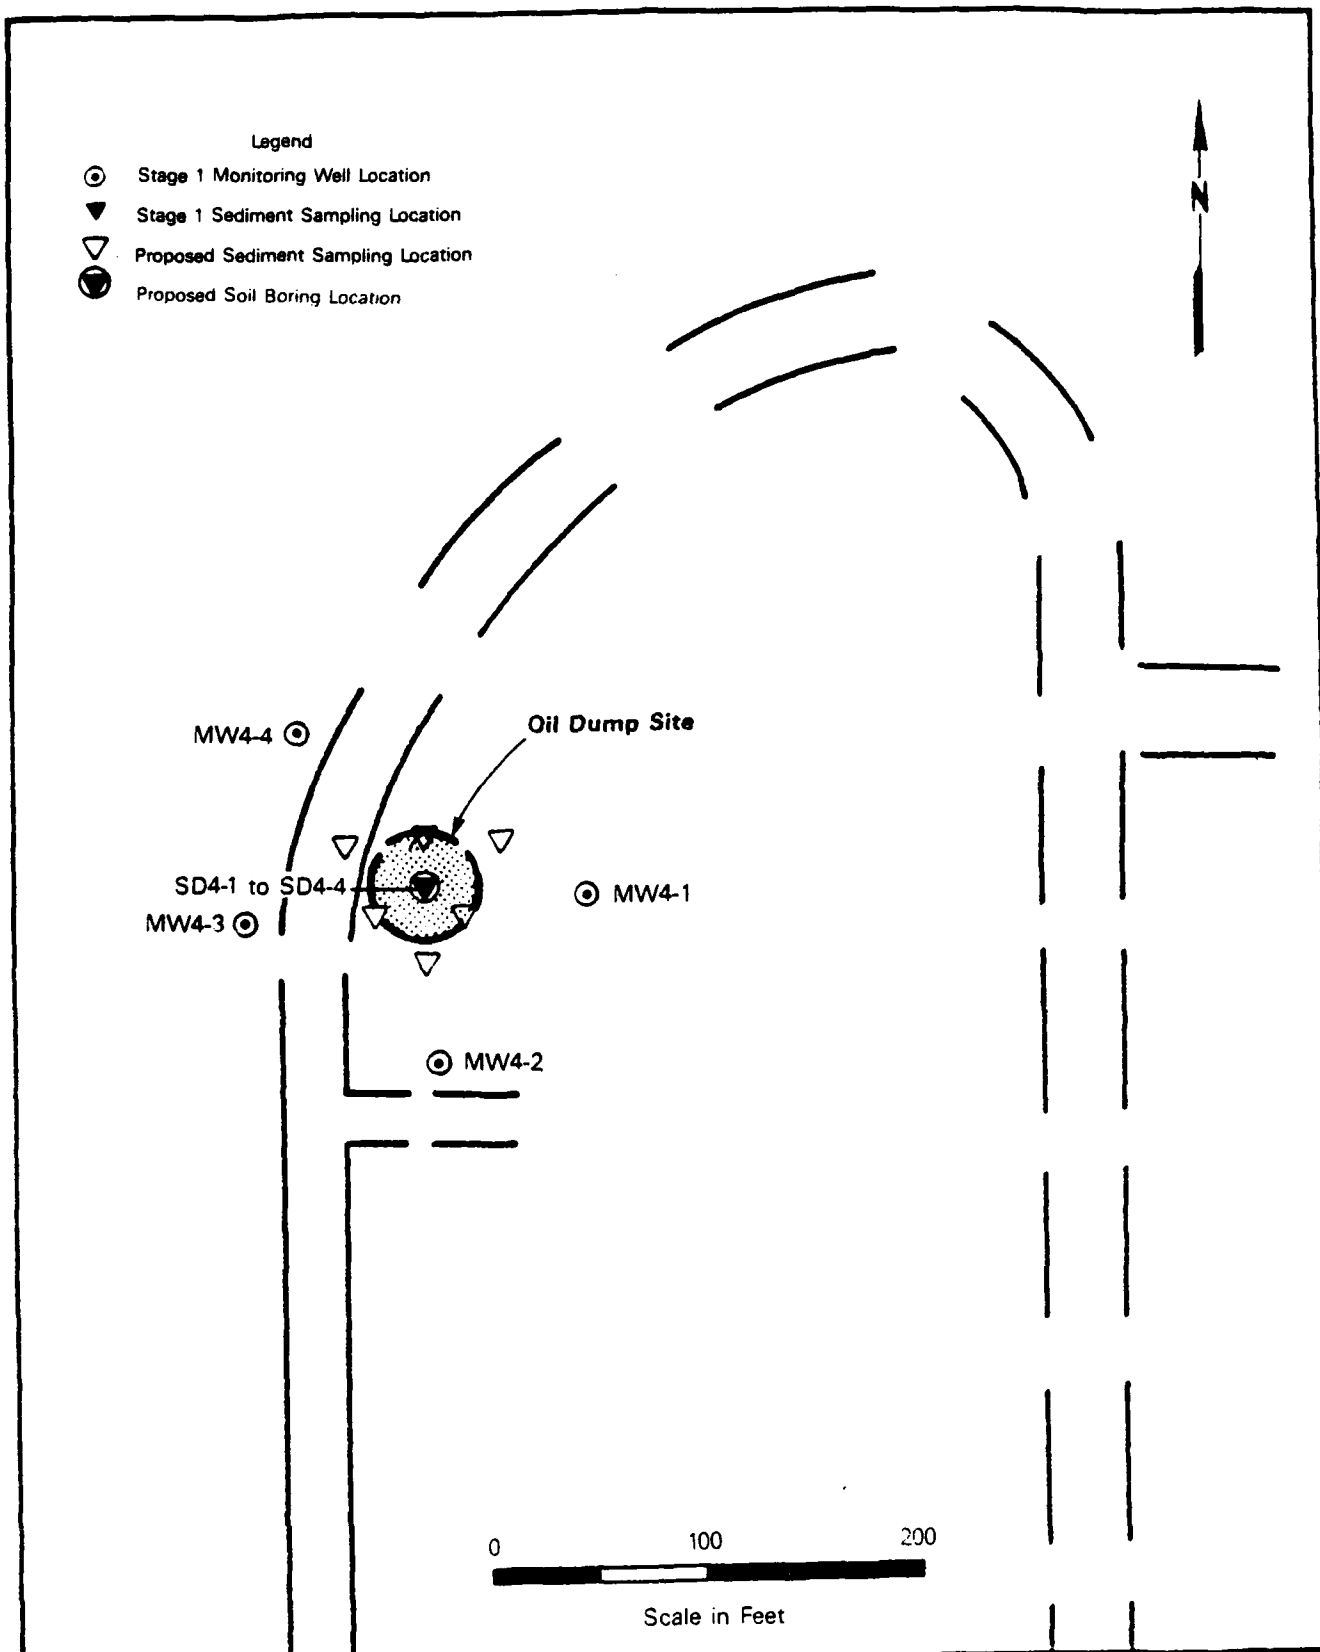 Legend
Stage 1 Monitoring Well Location
Stage 1 Sediment Sampling Location
Proposed Sediment Sampling Location
Proposed Soil Boring Location
N
Oil Dump Site
MW4-4
SD4-1 to SD4-4
MW4-1
MW4-3
MW4-2
0 100 200
Scale in Feet